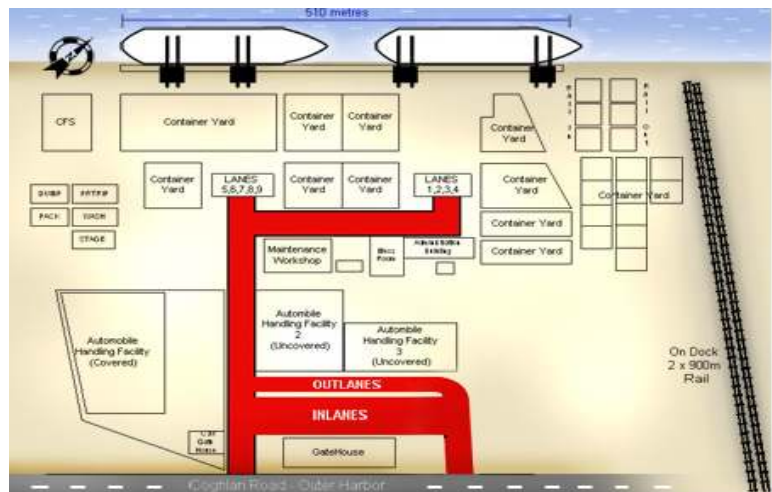 510 metres
CFS
Container Yard
Container
Yard
Container
Yard
Container
Yard
Container
Yard
LANES
5,6,7,8,9
Container
Yard
Container
Yard
LANES
1,2,3,4
Container
Yard
Container Yard
PACK
WASH
STAGE
Container Yard
Container Yard
Maintenance
Workshop
Building
Automobile
Handling Facility
(Covered)
Automobile
Handling Facility
2
(Uncovered)
Automobile
Handling Facility
3
(Uncovered)
On Dock
2 x 900m
Rail
OUTLANES
INLANES
Gate
House
GateHouse
Coghlan Road - Outer Harbor